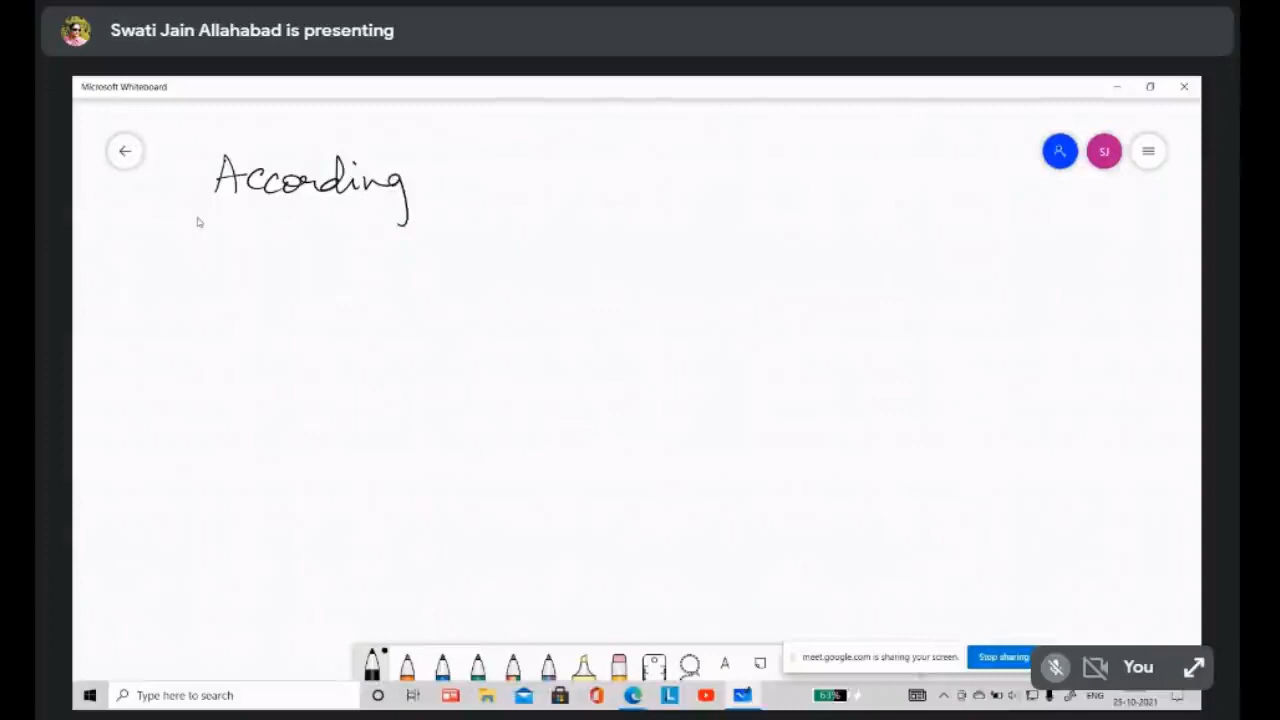 Swati Jain Allahabad is presenting
Microsoft Whiteboard
SJ
According
A
meet.google.com is sharing your screen.
Stop sharing
You
Type here to search
L
63%
ENG
25-10-2021